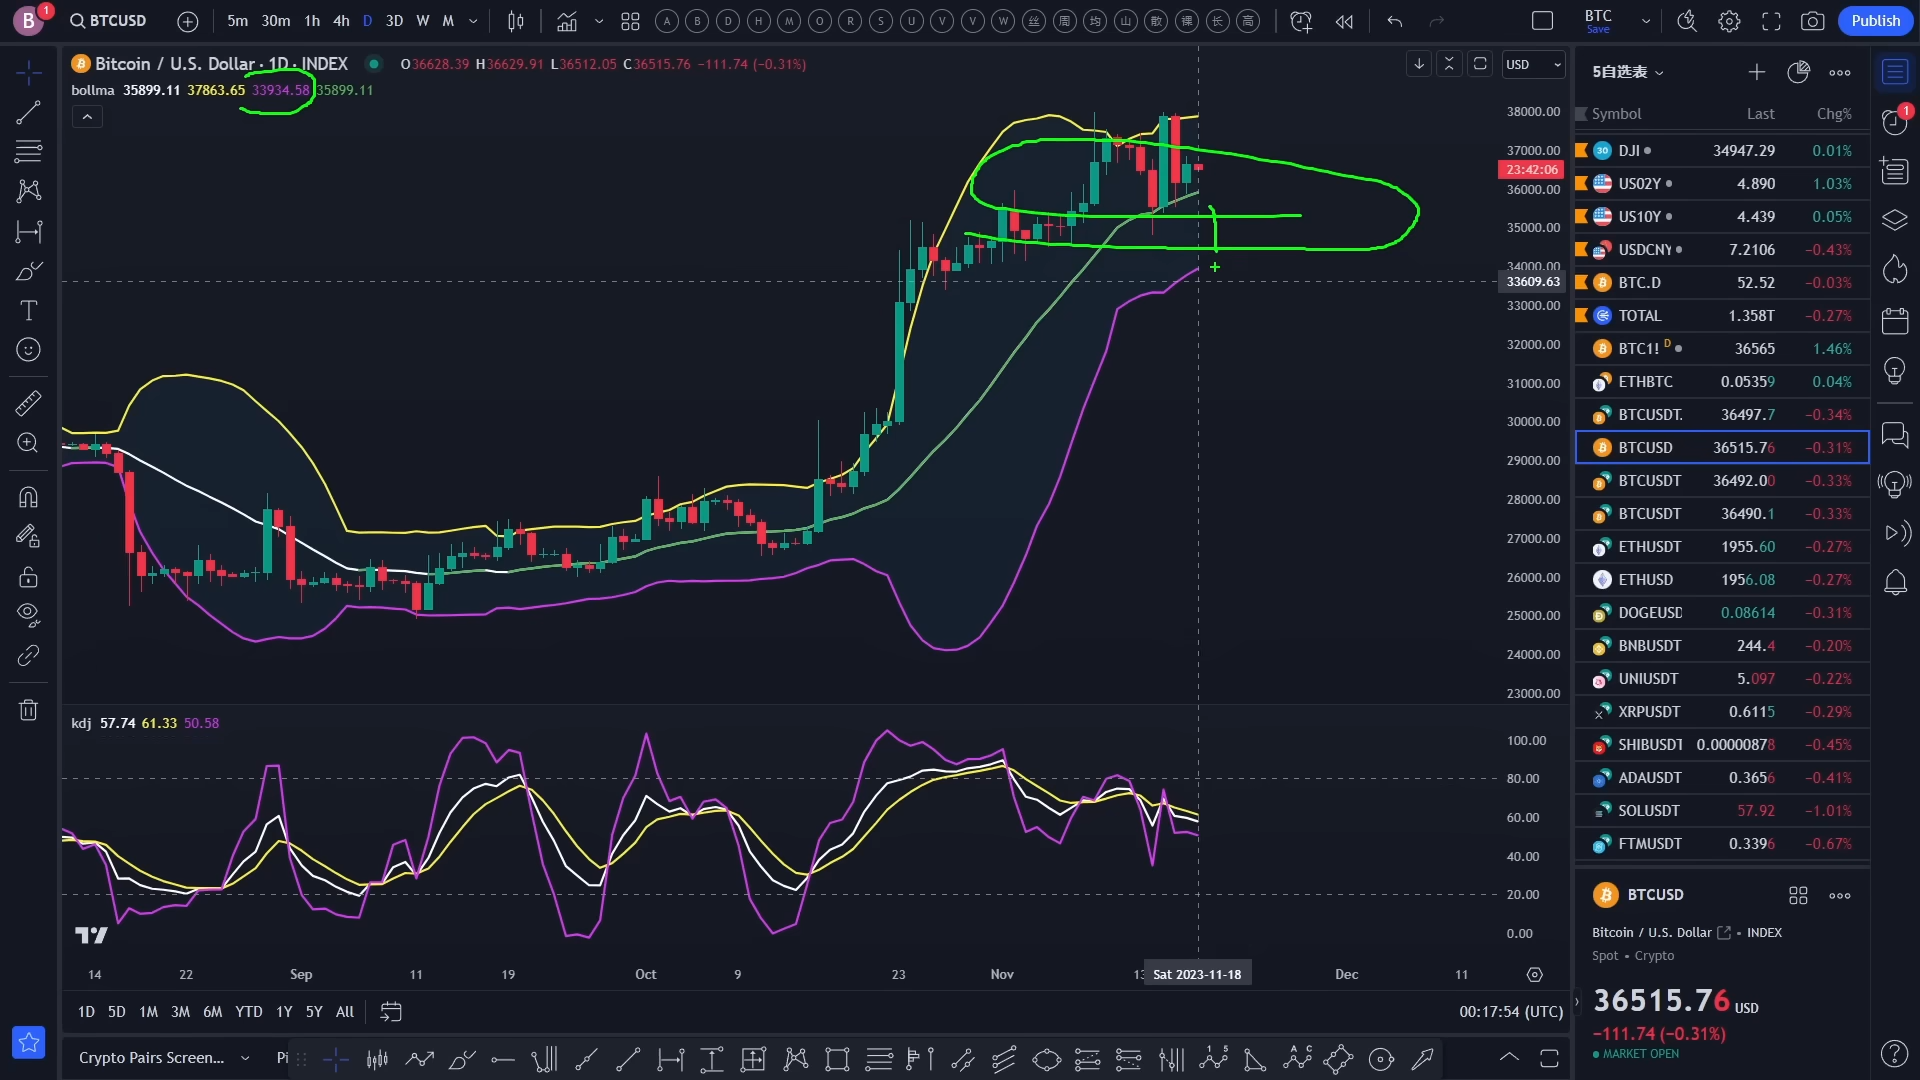 B 1 BTCUSD 5m 30m 1h 4h D 3D W M A B D H M O R S U V V W 丝 周 均 山 散 裸 长 高 BTC Save Publish
Bitcoin / U.S. Dollar · 1D · INDEX O36628.39 H36629.91 L36512.05 C36515.76 −111.74 (−0.31%) USD
bollma 35899.11 37863.65 33934.58 35899.11
38000.00
37000.00
23:42:06
36000.00
35000.00
34000.00
33609.63
33000.00
32000.00
31000.00
30000.00
29000.00
28000.00
27000.00
26000.00
25000.00
24000.00
23000.00
kdj 57.74 61.33 50.58
100.00
80.00
60.00
40.00
20.00
0.00
14 22 Sep 11 19 Oct 9 23 Nov 13 Sat 2023-11-18 Dec 11
1D 5D 1M 3M 6M YTD 1Y 5Y All 00:17:54 (UTC)
Crypto Pairs Screen... Pi
5自选表
1
Symbol Last Chg%
DJI 34947.29 0.01%
US02Y 4.890 1.03%
US10Y 4.439 0.05%
USDCNY 7.2106 −0.43%
BTC.D 52.52 −0.03%
TOTAL 1.358T −0.27%
BTC1! D 36565 1.46%
ETHBTC 0.05359 0.04%
BTCUSDT. 36497.7 −0.34%
BTCUSD 36515.76 −0.31%
BTCUSDT 36492.00 −0.33%
BTCUSDT 36490.1 −0.33%
ETHUSDT 1955.60 −0.27%
ETHUSD 1956.08 −0.27%
DOGEUSD 0.08614 −0.31%
BNBUSDT 244.4 −0.20%
UNIUSDT 5.097 −0.22%
XRPUSDT 0.6115 −0.29%
SHIBUSDT 0.00000878 −0.45%
ADAUSDT 0.3656 −0.41%
SOLUSDT 57.92 −1.01%
FTMUSDT 0.3396 −0.67%
BTCUSD
Bitcoin / U.S. Dollar • INDEX
Spot • Crypto
36515.76 USD
−111.74 (−0.31%)
MARKET OPEN